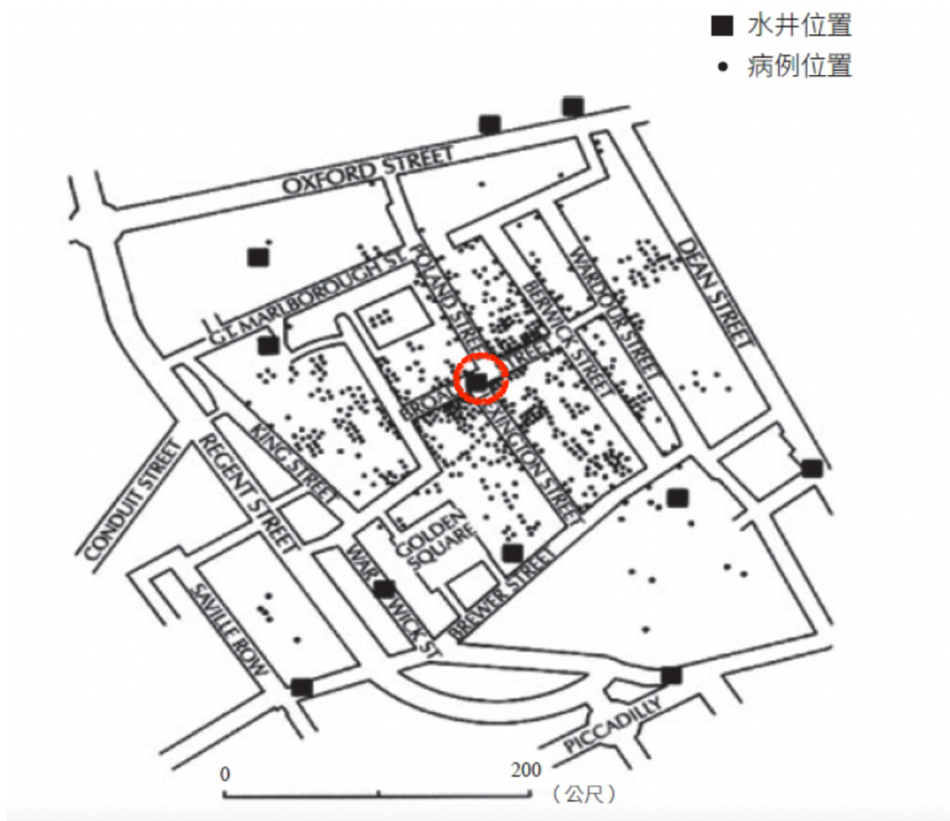 水井位置
病例位置
OXFORD STREET
GT. MARLBOROUGH ST.
POLAND STREET
BERWICK STREET
WARDOUR STREET
DEAN STREET
BROAD STREET
KING STREET
REGENT STREET
CONDUIT STREET
GOLDEN
SQUARE
WARWICK ST
BREWER STREET
SAVILLE ROW
PICCADILLY
0
200
（公尺）